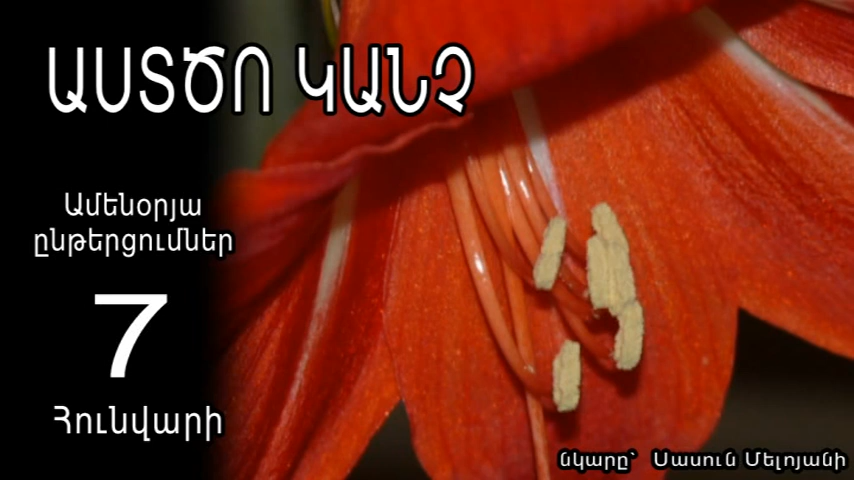 ԱՍՏԾՈ ԿԱՆՉ
Ամենօրյա
ընթերցումներ
7
Հունվարի
նկարը՝ Սասուն Մելոյանի